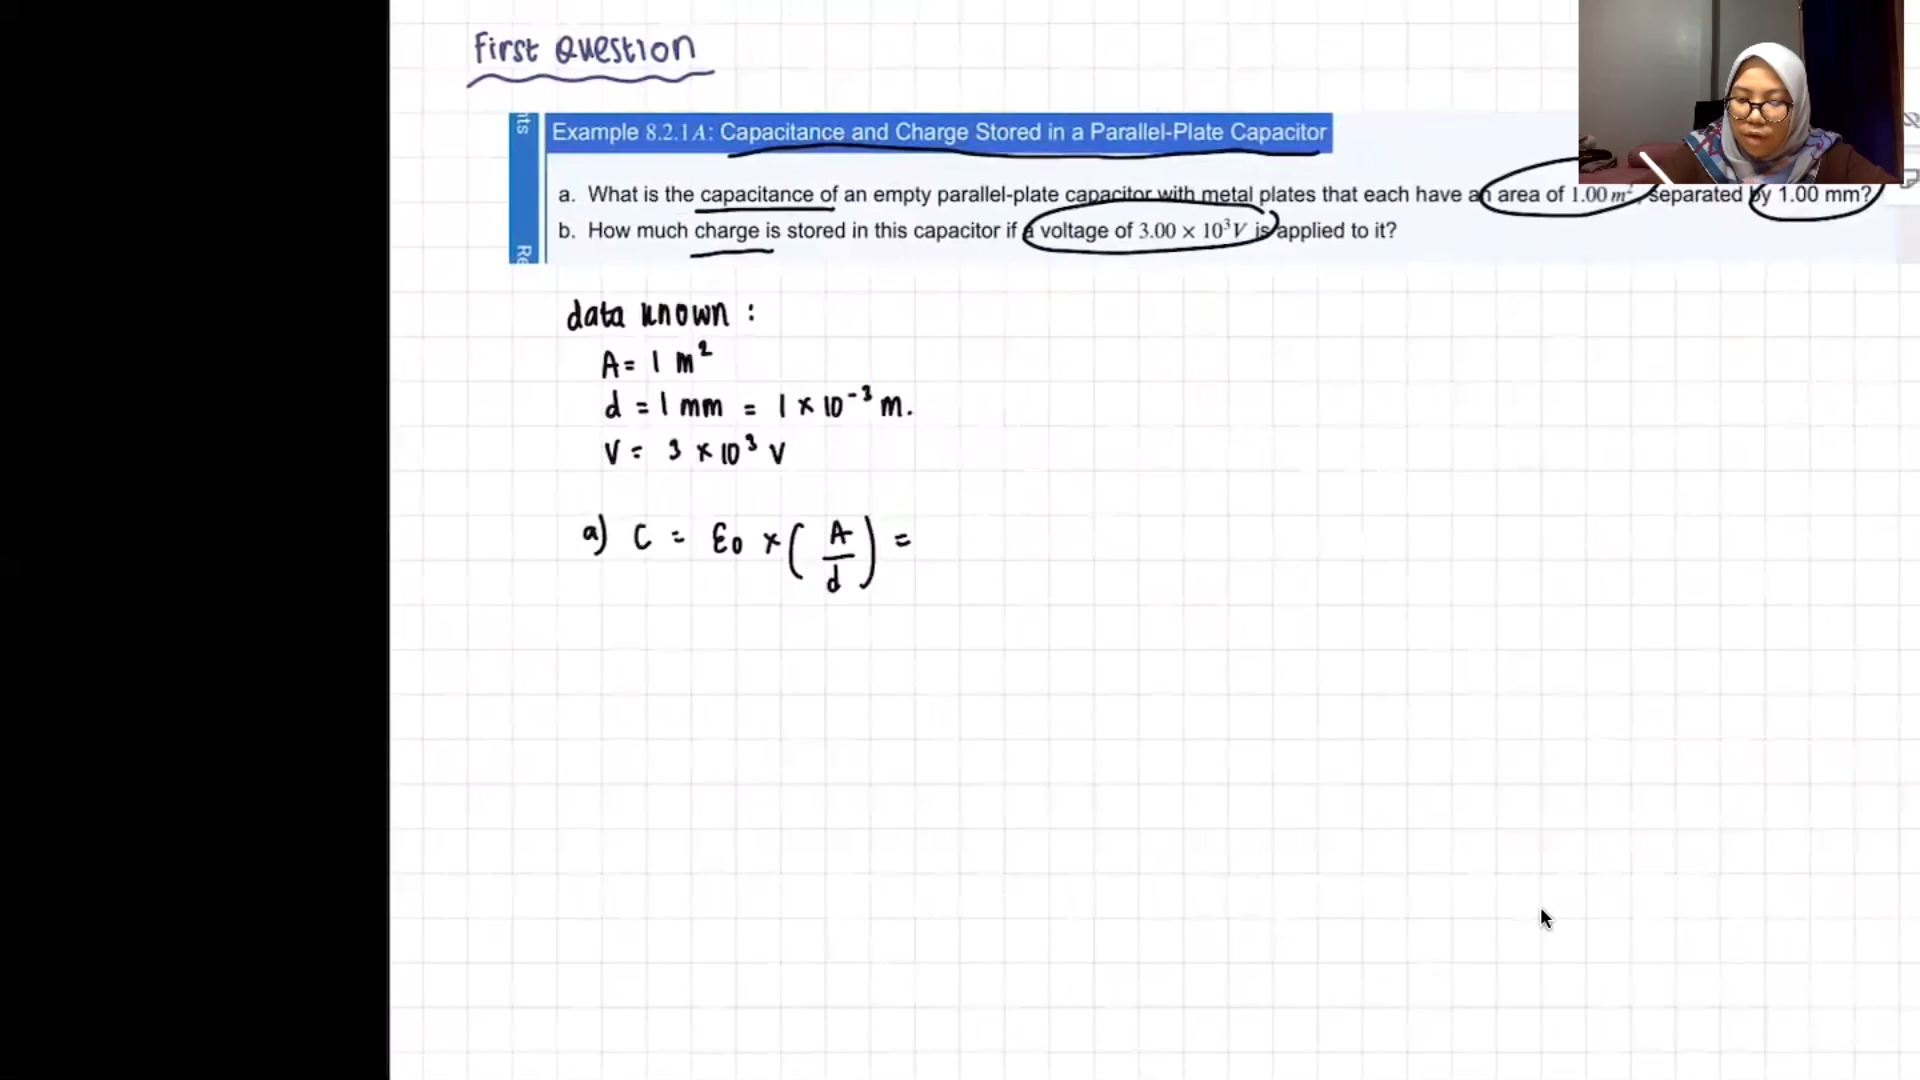 First Question
nts
Example 8.2.1A: Capacitance and Charge Stored in a Parallel-Plate Capacitor
a. What is the capacitance of an empty parallel-plate capacitor with metal plates that each have an area of 1.00 m², separated by 1.00 mm?
b. How much charge is stored in this capacitor if a voltage of 3.00 × 10³V is applied to it?
Re
data known :
A = 1 m²
d = 1 mm = 1 × 10⁻³ m.
V = 3 × 10³ V
a) C = ε₀ × (A/d) =